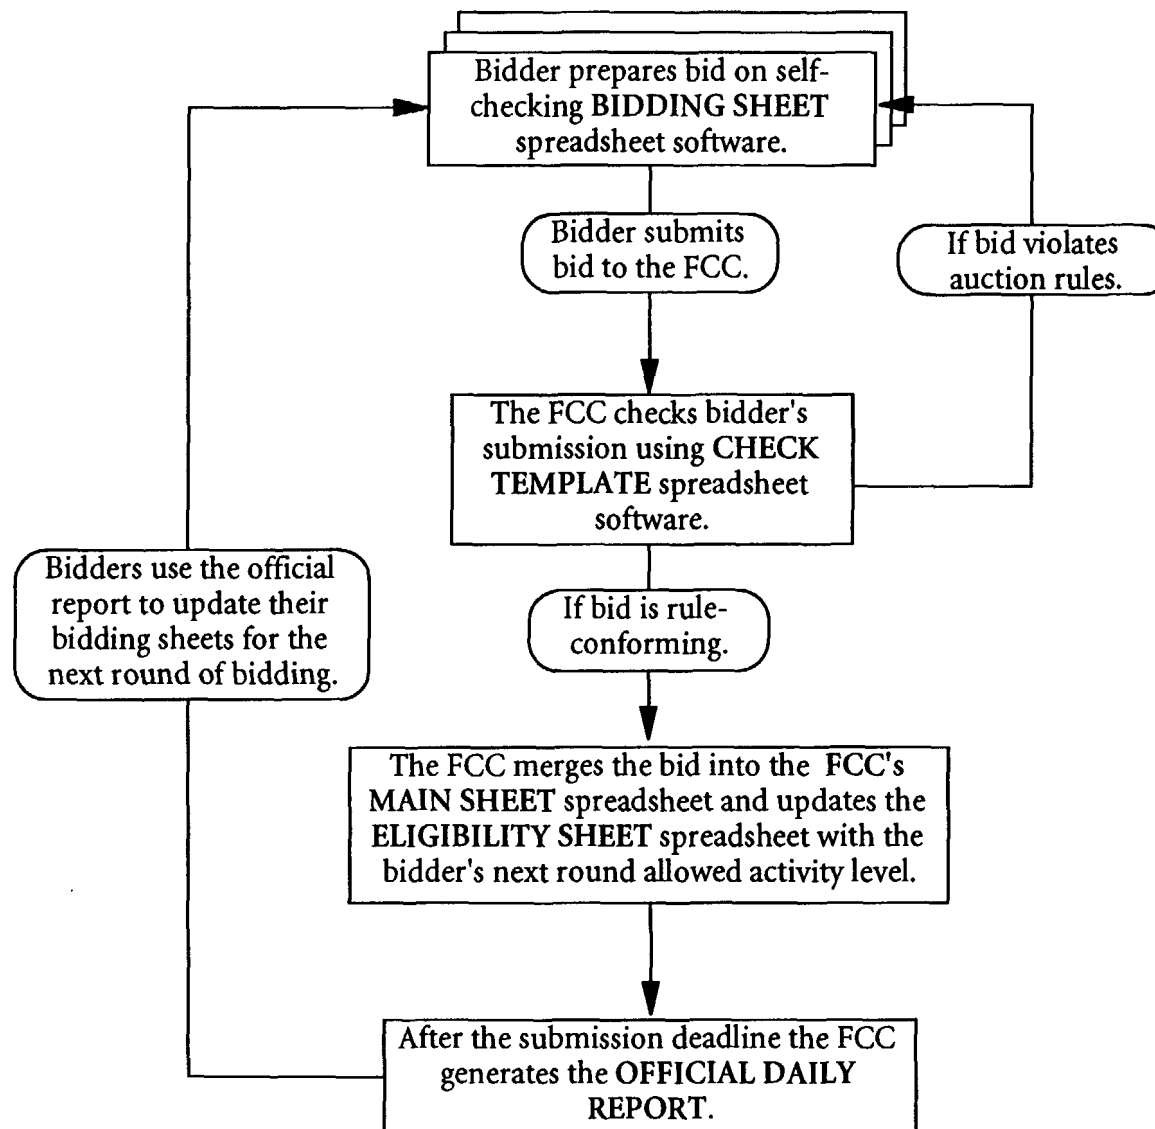 Bidder prepares bid on self-
checking BIDDING SHEET
spreadsheet software.
Bidder submits
bid to the FCC.
If bid violates
auction rules.
The FCC checks bidder's
submission using CHECK
TEMPLATE spreadsheet
software.
Bidders use the official
report to update their
bidding sheets for the
next round of bidding.
If bid is rule-
conforming.
The FCC merges the bid into the FCC's
MAIN SHEET spreadsheet and updates the
ELIGIBILITY SHEET spreadsheet with the
bidder's next round allowed activity level.
After the submission deadline the FCC
generates the OFFICIAL DAILY
REPORT.